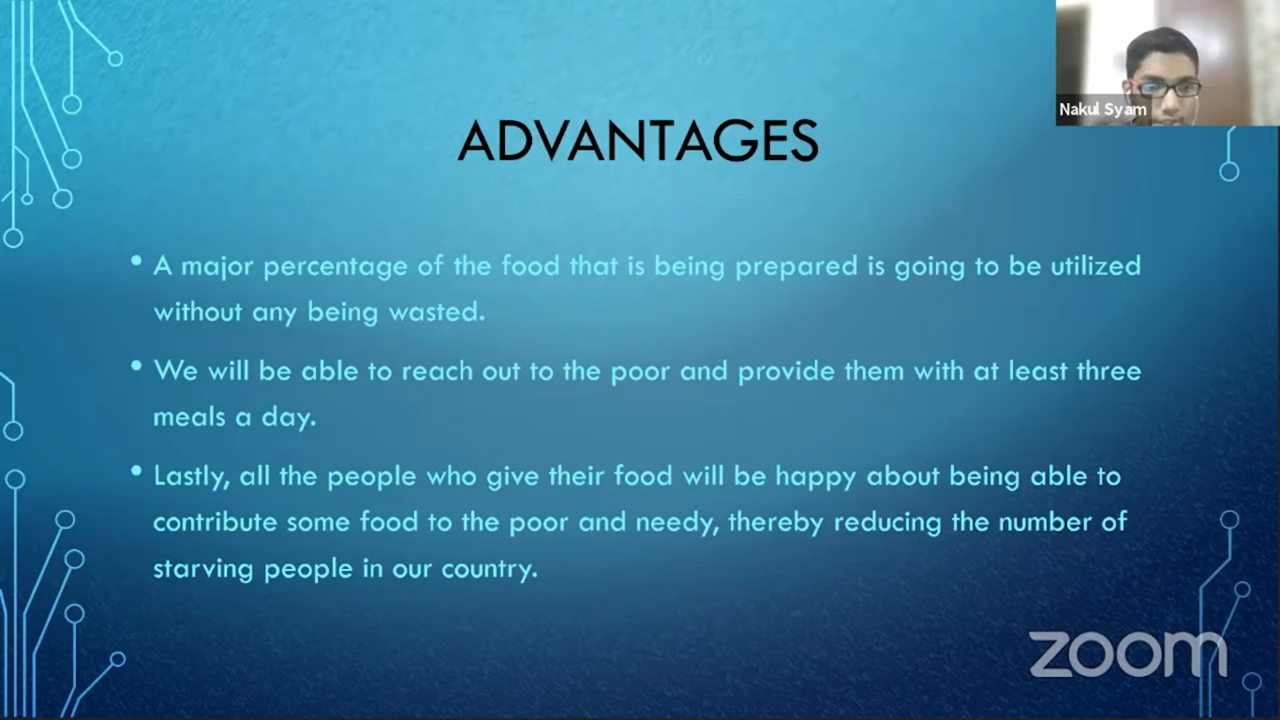 Nakul Syam
ADVANTAGES
• A major percentage of the food that is being prepared is going to be utilized
without any being wasted.
• We will be able to reach out to the poor and provide them with at least three
meals a day.
• Lastly, all the people who give their food will be happy about being able to
contribute some food to the poor and needy, thereby reducing the number of
starving people in our country.
zoom